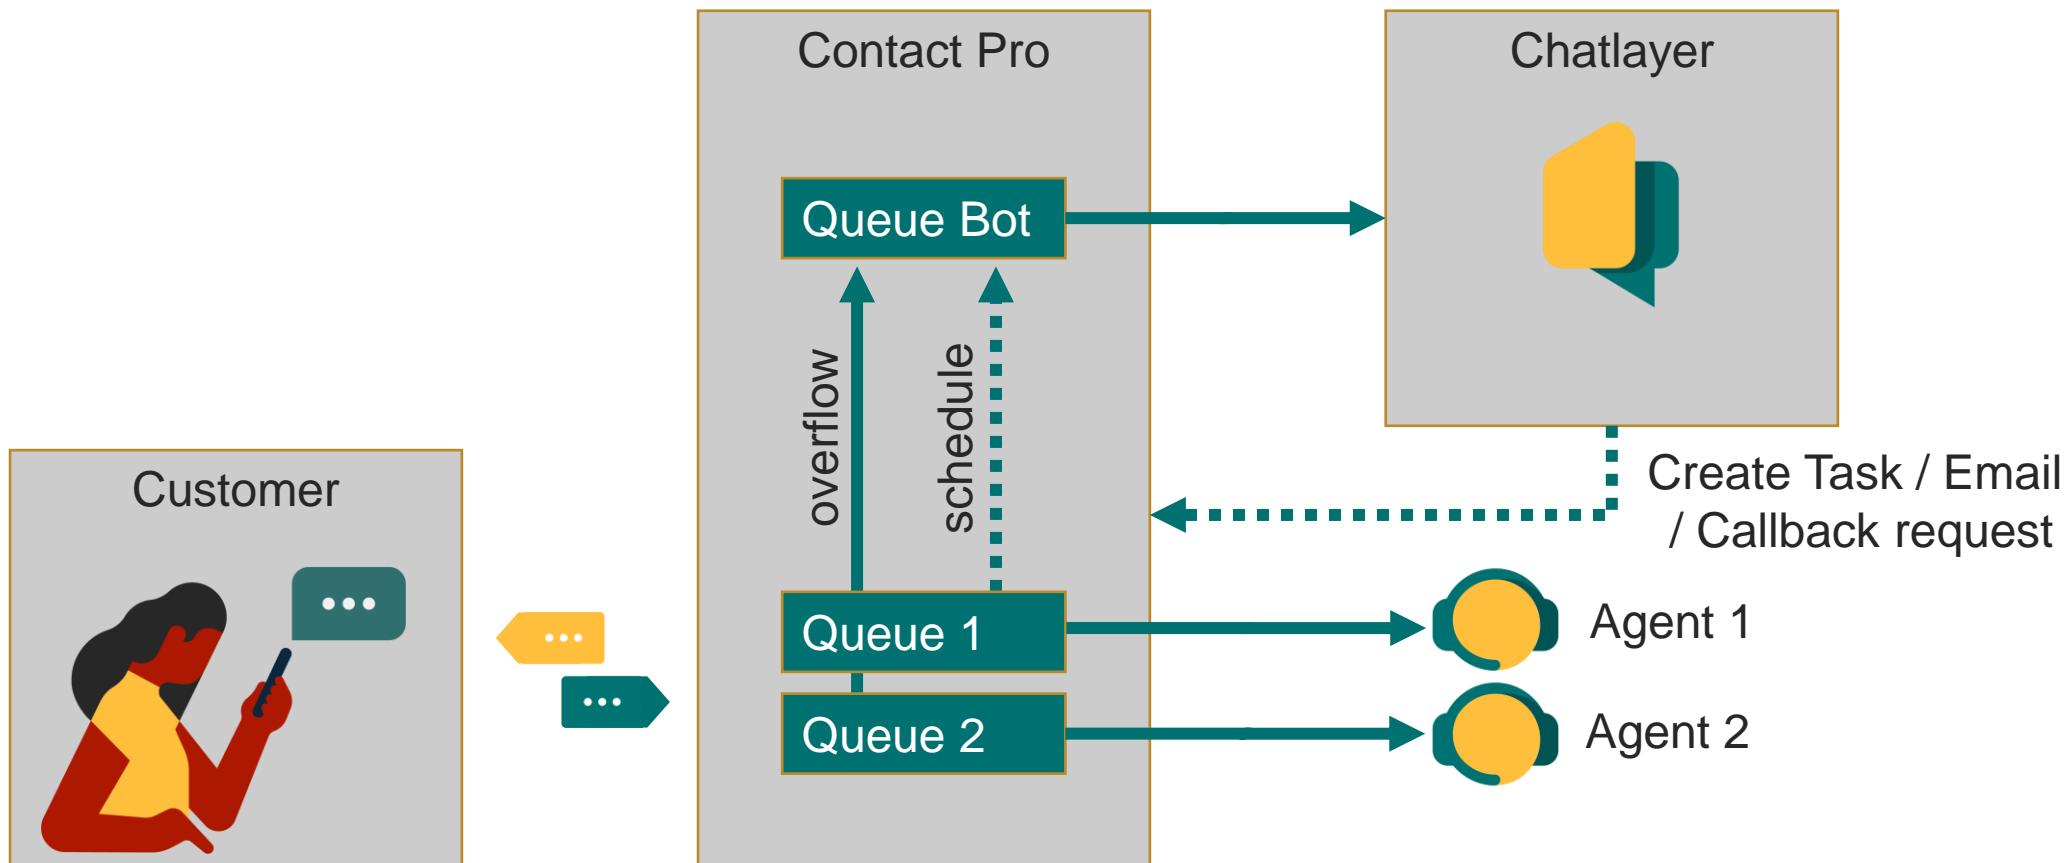 Contact Pro
Chatlayer
Queue Bot
overflow
schedule
Customer
Create Task / Email
/ Callback request
Queue 1
Agent 1
Queue 2
Agent 2